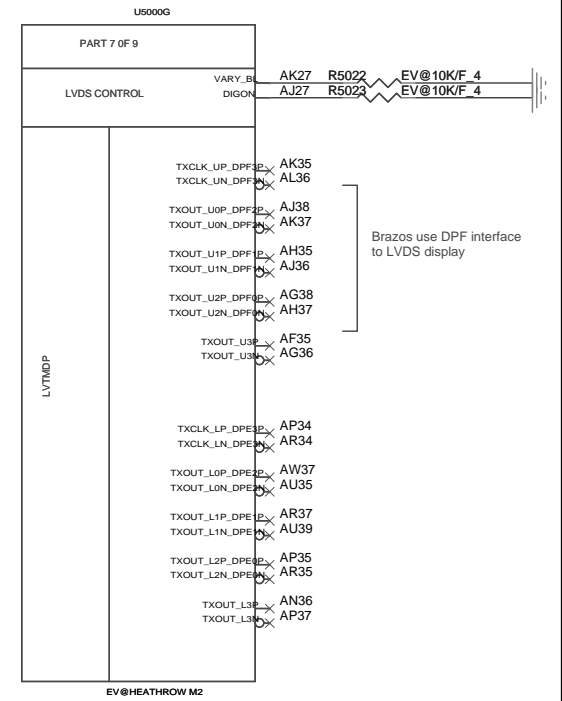 U5000G
PART 7 0F 9
LVDS CONTROL
VARY_BL AK27 R5022 EV@10K/F_4
DIGON AJ27 R5023 EV@10K/F_4
TXCLK_UP_DPF3P AK35
TXCLK_UN_DPF3N AL36
TXOUT_U0P_DPF2P AJ38
TXOUT_U0N_DPF2N AK37
TXOUT_U1P_DPF1P AH35
TXOUT_U1N_DPF1N AJ36
TXOUT_U2P_DPF0P AG38
TXOUT_U2N_DPF0N AH37
TXOUT_U3P AF35
TXOUT_U3N AG36
Brazos use DPF interface
to LVDS display
LVTMDP
TXCLK_LP_DPE3P AP34
TXCLK_LN_DPE3N AR34
TXOUT_L0P_DPE2P AW37
TXOUT_L0N_DPE2N AU35
TXOUT_L1P_DPE1P AR37
TXOUT_L1N_DPE1N AU39
TXOUT_L2P_DPE0P AP35
TXOUT_L2N_DPE0N AR35
TXOUT_L3P AN36
TXOUT_L3N AP37
EV@HEATHROW M2